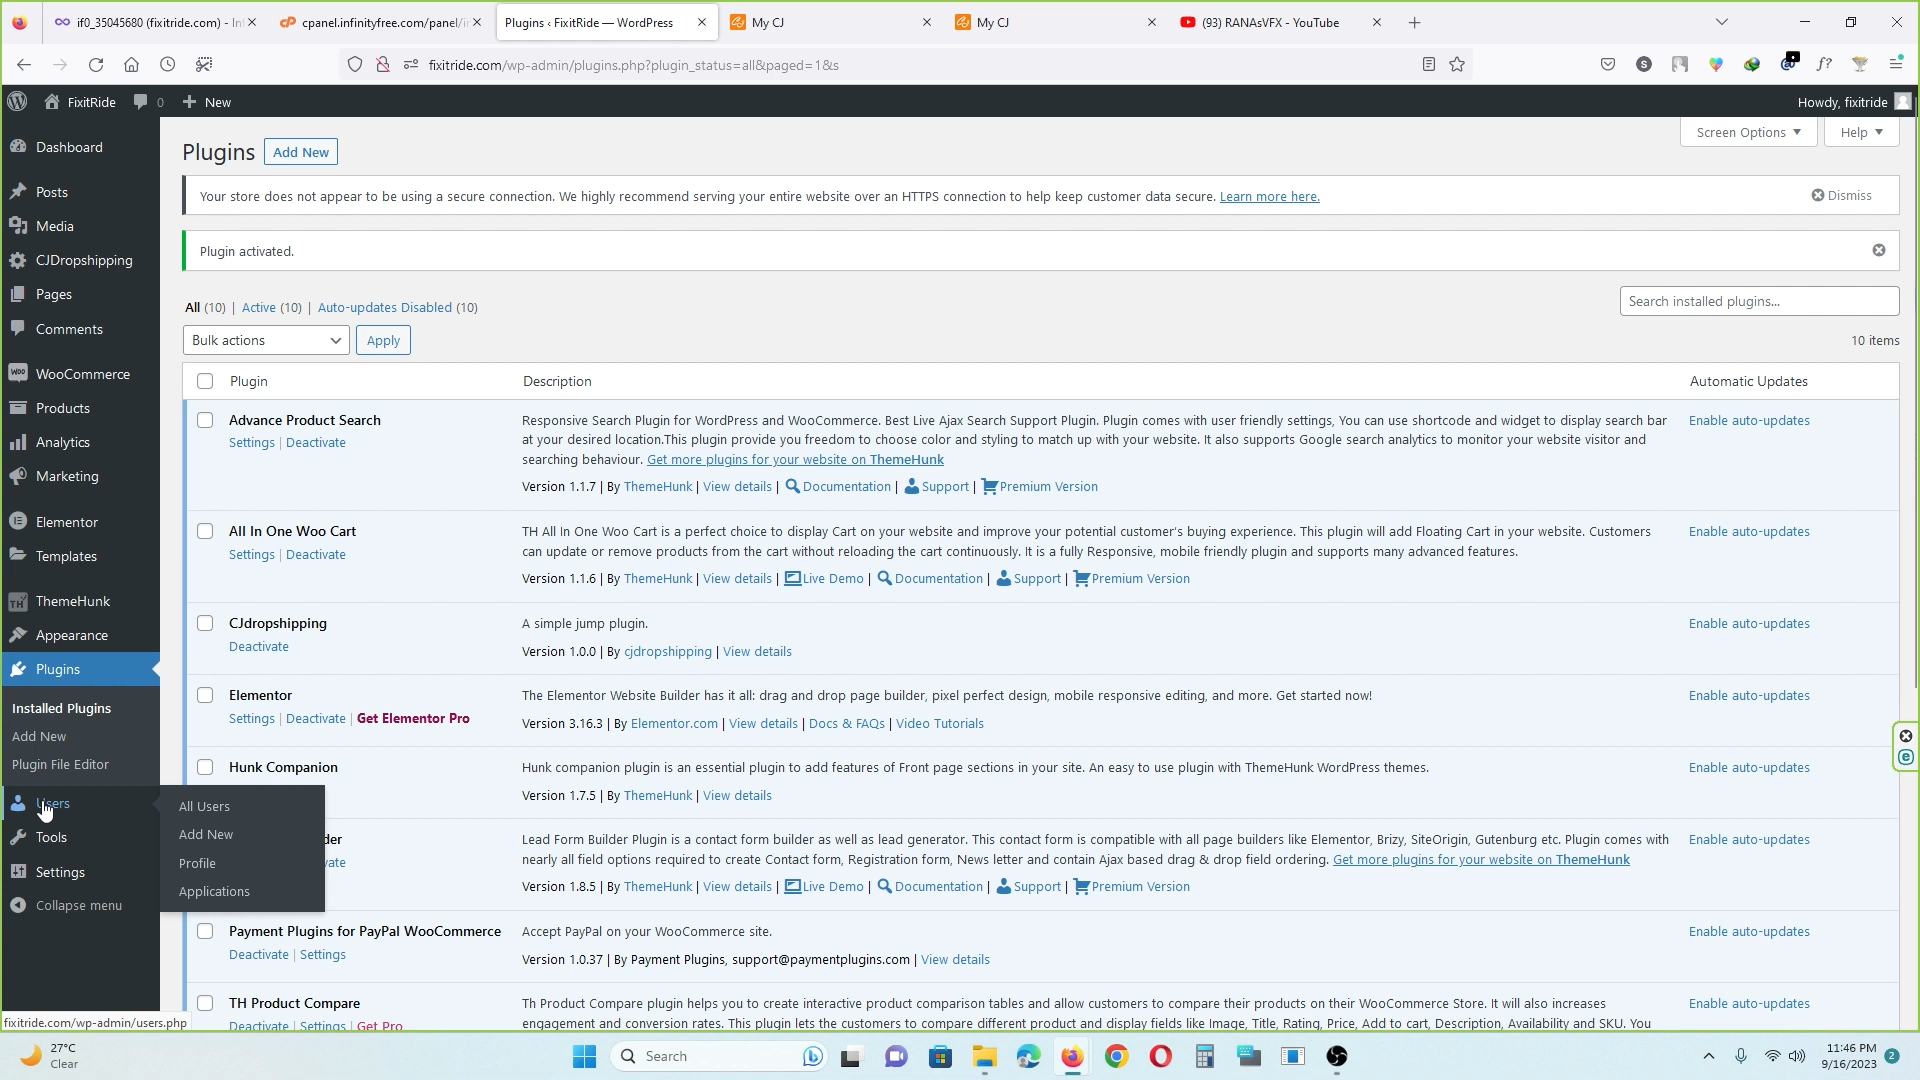 if0_35045680 (fixitride.com) - Inf
cpanel.infinityfree.com/panel/in
Plugins ‹ FixitRide — WordPress
My CJ
My CJ
(93) RANAsVFX - YouTube
fixitride.com/wp-admin/plugins.php?plugin_status=all&paged=1&s
FixitRide
0
New
Howdy, fixitride
Dashboard
Posts
Media
CJDropshipping
Pages
Comments
WooCommerce
Products
Analytics
Marketing
Elementor
Templates
ThemeHunk
Appearance
Plugins
Installed Plugins
Add New
Plugin File Editor
Users
Tools
Settings
Collapse menu
All Users
Add New
Profile
Applications
fixitride.com/wp-admin/users.php
Plugins
Add New
Screen Options
Help
Your store does not appear to be using a secure connection. We highly recommend serving your entire website over an HTTPS connection to help keep customer data secure. Learn more here.
Dismiss
Plugin activated.
All (10) | Active (10) | Auto-updates Disabled (10)
Search installed plugins...
Bulk actions
Apply
10 items
Plugin
Description
Automatic Updates
Advance Product Search
Settings | Deactivate
Responsive Search Plugin for WordPress and WooCommerce. Best Live Ajax Search Support Plugin. Plugin comes with user friendly settings, You can use shortcode and widget to display search bar
at your desired location.This plugin provide you freedom to choose color and styling to match up with your website. It also supports Google search analytics to monitor your website visitor and
searching behaviour. Get more plugins for your website on ThemeHunk
Version 1.1.7 | By ThemeHunk | View details | Documentation | Support | Premium Version
Enable auto-updates
All In One Woo Cart
Settings | Deactivate
TH All In One Woo Cart is a perfect choice to display Cart on your website and improve your potential customer's buying experience. This plugin will add Floating Cart in your website. Customers
can update or remove products from the cart without reloading the cart continuously. It is a fully Responsive, mobile friendly plugin and supports many advanced features.
Version 1.1.6 | By ThemeHunk | View details | Live Demo | Documentation | Support | Premium Version
Enable auto-updates
CJdropshipping
Deactivate
A simple jump plugin.
Version 1.0.0 | By cjdropshipping | View details
Enable auto-updates
Elementor
Settings | Deactivate | Get Elementor Pro
The Elementor Website Builder has it all: drag and drop page builder, pixel perfect design, mobile responsive editing, and more. Get started now!
Version 3.16.3 | By Elementor.com | View details | Docs & FAQs | Video Tutorials
Enable auto-updates
Hunk Companion
Hunk companion plugin is an essential plugin to add features of Front page sections in your site. An easy to use plugin with ThemeHunk WordPress themes.
Version 1.7.5 | By ThemeHunk | View details
Enable auto-updates
der
vate
Lead Form Builder Plugin is a contact form builder as well as lead generator. This contact form is compatible with all page builders like Elementor, Brizy, SiteOrigin, Gutenburg etc. Plugin comes with
nearly all field options required to create Contact form, Registration form, News letter and contain Ajax based drag & drop field ordering. Get more plugins for your website on ThemeHunk
Version 1.8.5 | By ThemeHunk | View details | Live Demo | Documentation | Support | Premium Version
Enable auto-updates
Payment Plugins for PayPal WooCommerce
Deactivate | Settings
Accept PayPal on your WooCommerce site.
Version 1.0.37 | By Payment Plugins, support@paymentplugins.com | View details
Enable auto-updates
TH Product Compare
Deactivate | Settings | Get Pro
Th Product Compare plugin helps you to create interactive product comparison tables and allow customers to compare their products on their WooCommerce Store. It will also increases
engagement and conversion rates. This plugin lets the customers to compare different product and display fields like Image, Title, Rating, Price, Add to cart, Description, Availability and SKU. You
Enable auto-updates
27°C
Clear
Search
11:46 PM
9/16/2023
2